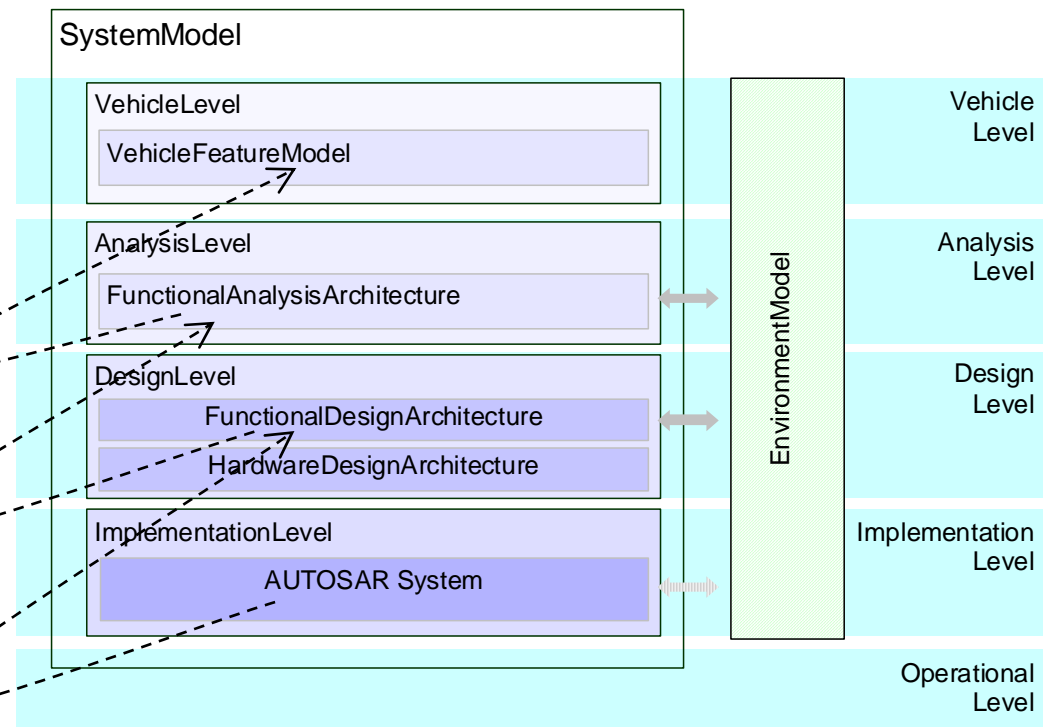 SystemModel
VehicleLevel
VehicleFeatureModel
Vehicle
Level
AnalysisLevel
FunctionalAnalysisArchitecture
Analysis
Level
EnvironmentModel
DesignLevel
FunctionalDesignArchitecture
HardwareDesignArchitecture
Design
Level
ImplementationLevel
AUTOSAR System
Implementation
Level
Operational
Level